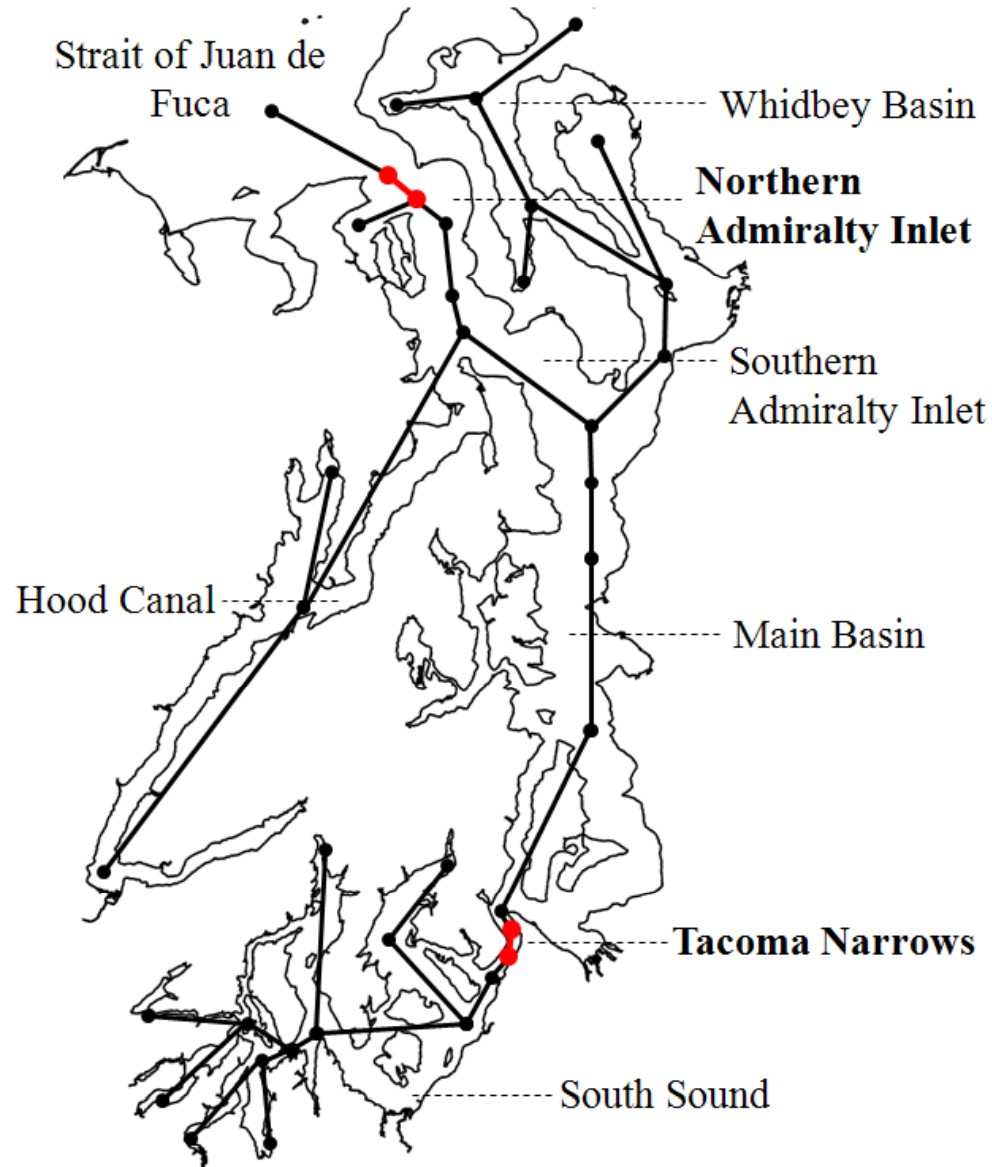 Strait of Juan de
Fuca
Whidbey Basin
Northern
Admiralty Inlet
Southern
Admiralty Inlet
Hood Canal
Main Basin
Tacoma Narrows
South Sound